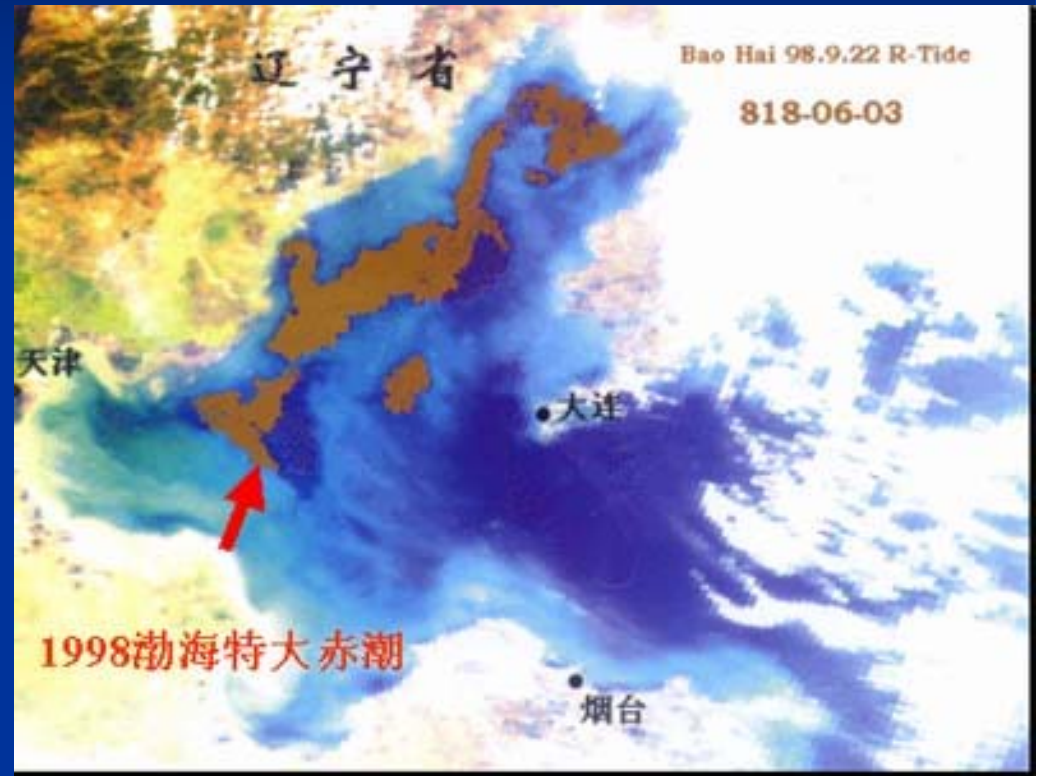 辽宁省
Bao Hai 98.9.22 R-Tide
818-06-03
天津
大连
1998渤海特大赤潮
烟台